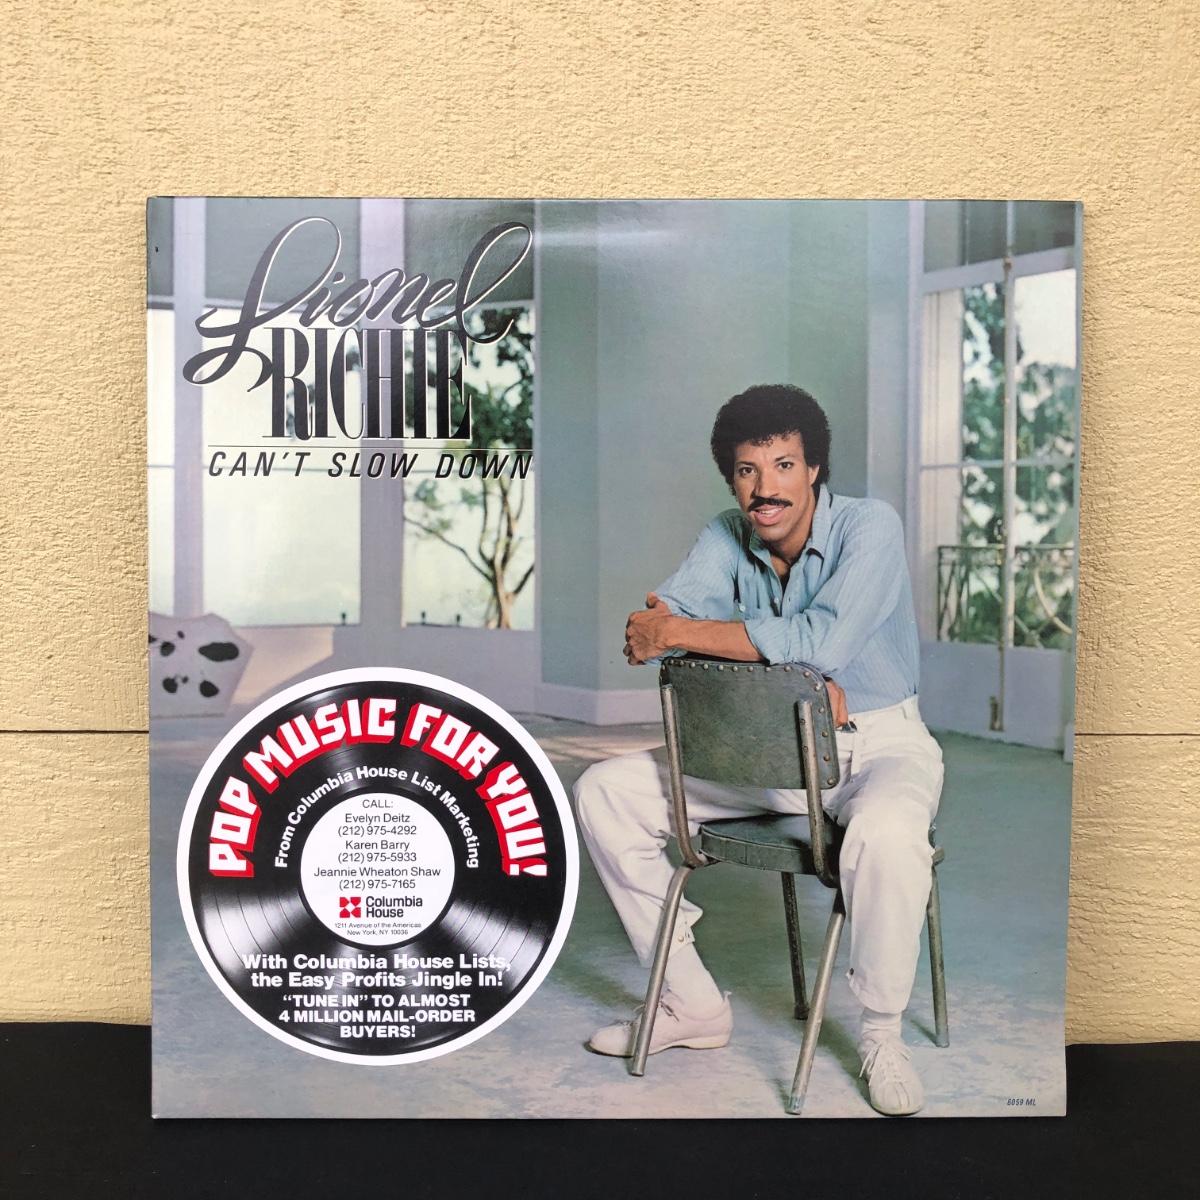 Lionel
RICHIE
CAN'T SLOW DOWN
POP MUSIC FOR YOU!
From Columbia House List Marketing
CALL:
Evelyn Deitz
(212) 975-4292
Karen Barry
(212) 975-5933
Jeannie Wheaton Shaw
(212) 975-7165
Columbia
House
1211 Avenue of the Americas
New York, NY 10036
With Columbia House Lists,
the Easy Profits Jingle In!
"TUNE IN" TO ALMOST
4 MILLION MAIL-ORDER
BUYERS!
6059 ML